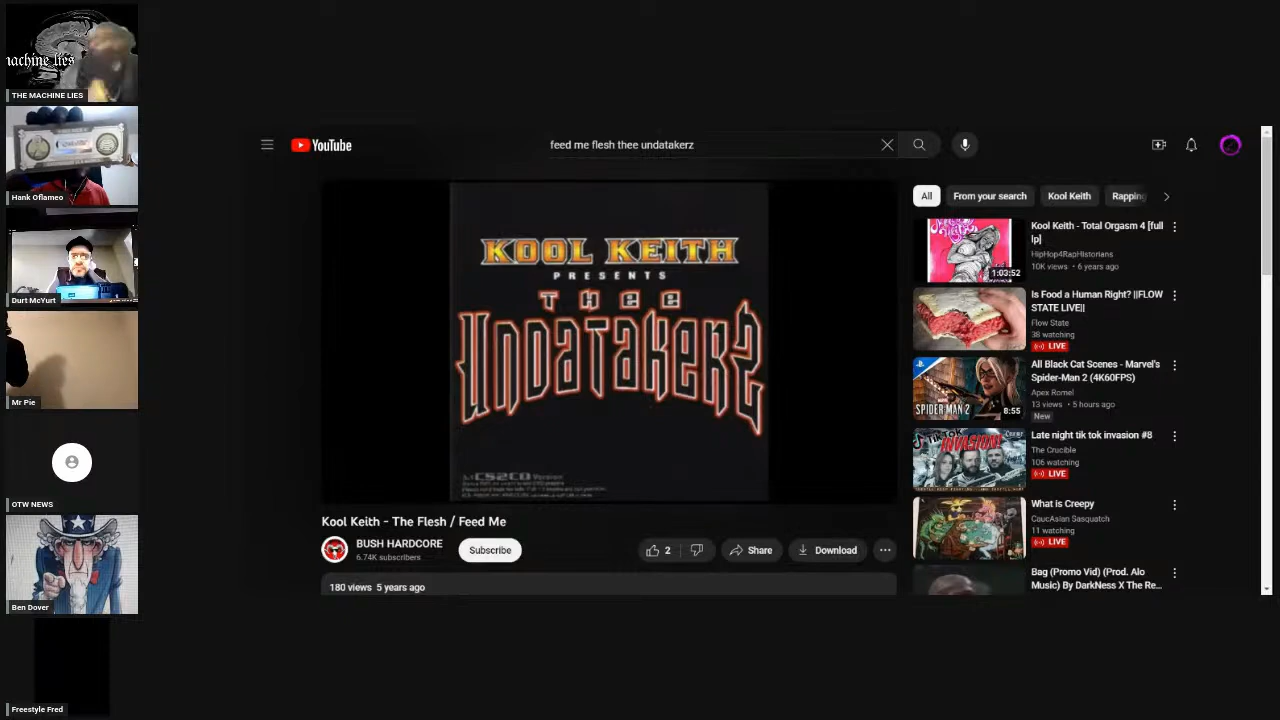 machine lies
THE MACHINE LIES
Hank Oflameo
Durt McYurt
Mr Pie
OTW NEWS
Ben Dover
Freestyle Fred
YouTube
feed me flesh thee undatakerz
KOOL KEITH
PRESENTS
THEE
UNDATAKERZ
Kool Keith - The Flesh / Feed Me
BUSH HARDCORE
6.74K subscribers
Subscribe
2
Share
Download
180 views 5 years ago
All
From your search
Kool Keith
Rapping
1:03:52
Kool Keith - Total Orgasm 4 [full
lp]
HipHop4RapHistorians
10K views • 6 years ago
Is Food a Human Right? ||FLOW
STATE LIVE||
Flow State
38 watching
LIVE
SPIDER-MAN 2
8:55
All Black Cat Scenes - Marvel's
Spider-Man 2 (4K60FPS)
Apex Romel
13 views • 5 hours ago
New
INVASION!
Late night tik tok invasion #8
The Crucible
106 watching
LIVE
What is Creepy
CaucAsian Sasquatch
11 watching
LIVE
Bag (Promo Vid) (Prod. Alo
Music) By DarkNess X The Re...